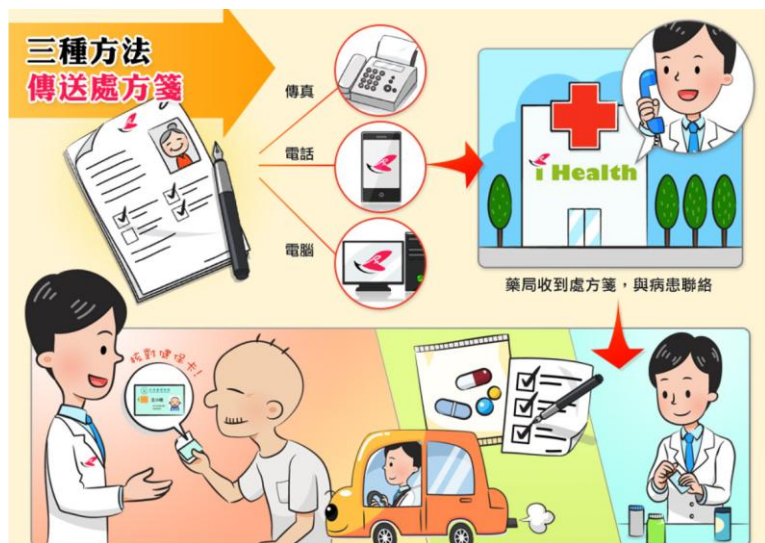 三種方法
傳送處方箋
傳真
電話
電腦
i Health
藥局收到處方箋，與病患聯絡
核對健保卡！